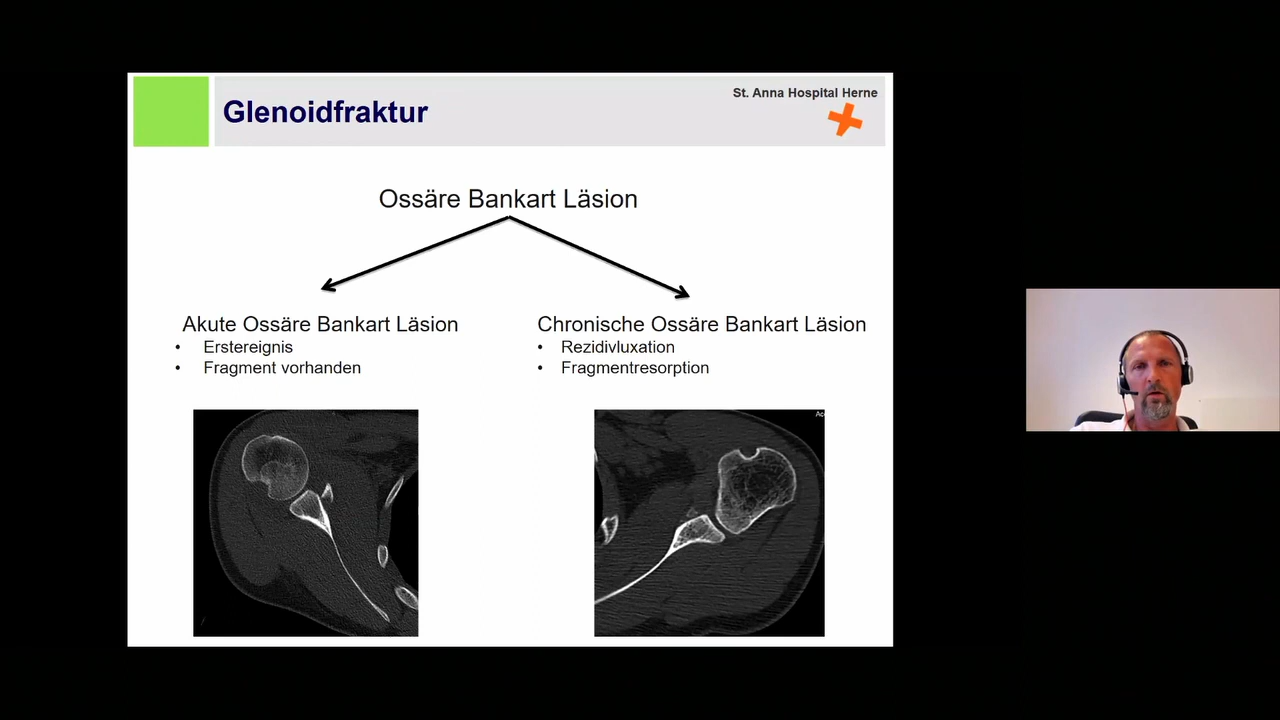 Glenoidfraktur
St. Anna Hospital Herne
Ossäre Bankart Läsion
Akute Ossäre Bankart Läsion
• Erstereignis
• Fragment vorhanden
Chronische Ossäre Bankart Läsion
• Rezidivluxation
• Fragmentresorption